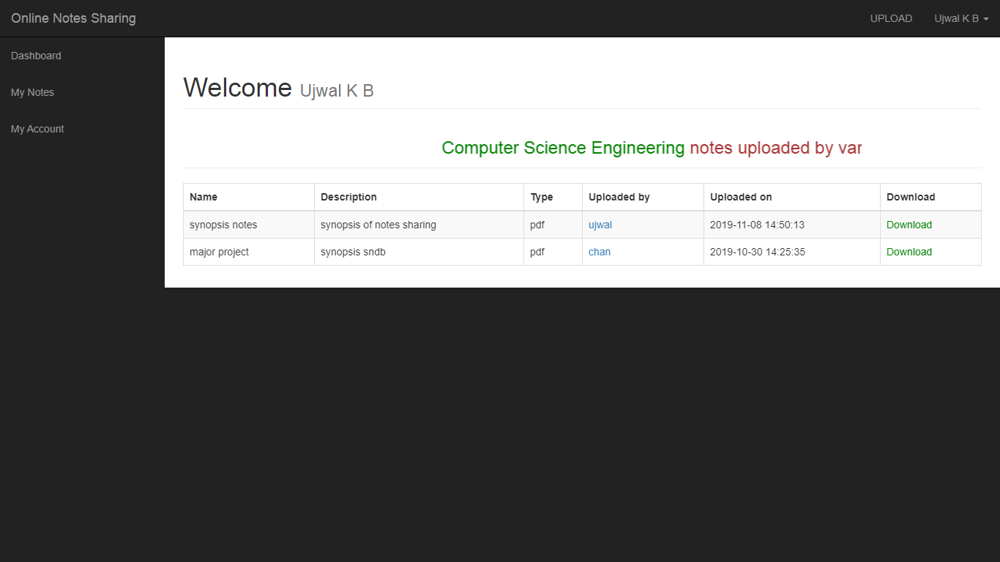 Online Notes Sharing UPLOAD Ujwal K B
Dashboard
My Notes
My Account
Welcome Ujwal K B
Computer Science Engineering notes uploaded by var
Name Description Type Uploaded by Uploaded on Download
synopsis notes synopsis of notes sharing pdf ujwal 2019-11-08 14:50:13 Download
major project synopsis sndb pdf chan 2019-10-30 14:25:35 Download